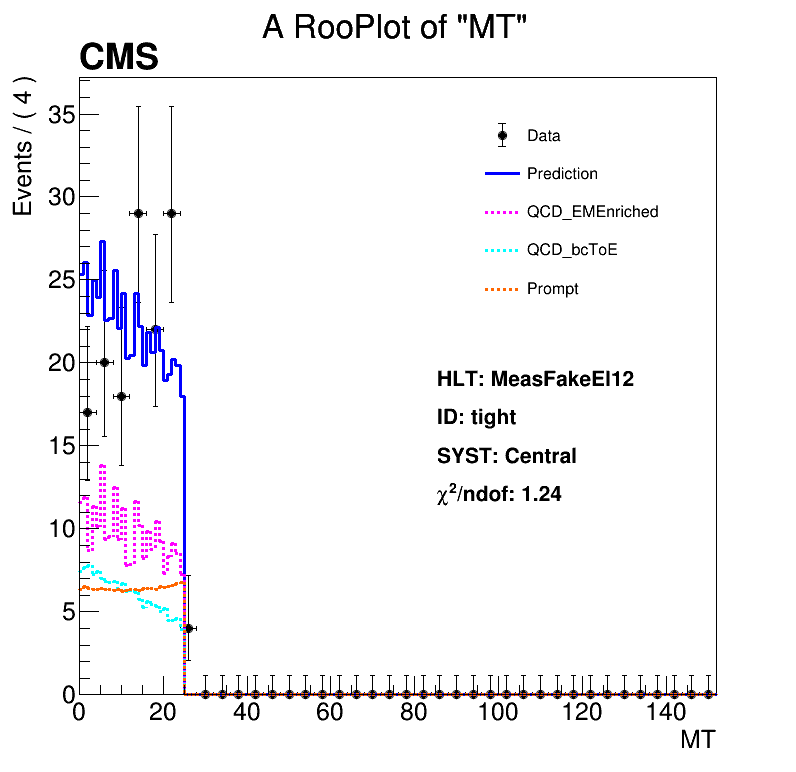 A RooPlot of "MT"
CMS
Events / ( 4 )
35
30
25
20
15
10
5
0
Data
Prediction
QCD_EMEnriched
QCD_bcToE
Prompt
HLT: MeasFakeEl12
ID: tight
SYST: Central
χ²/ndof: 1.24
0 20 40 60 80 100 120 140
MT